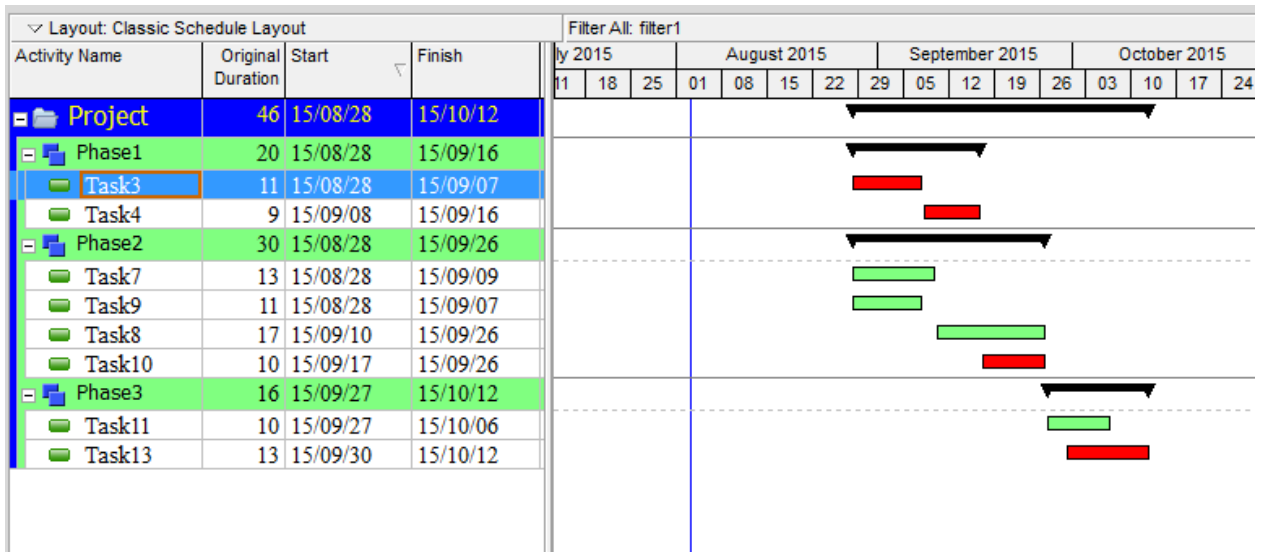 Layout: Classic Schedule Layout Filter All: filter1
Activity Name Original Duration Start Finish ly 2015 August 2015 September 2015 October 2015
11 18 25 01 08 15 22 29 05 12 19 26 03 10 17 24
Project 46 15/08/28 15/10/12
Phase1 20 15/08/28 15/09/16
Task3 11 15/08/28 15/09/07
Task4 9 15/09/08 15/09/16
Phase2 30 15/08/28 15/09/26
Task7 13 15/08/28 15/09/09
Task9 11 15/08/28 15/09/07
Task8 17 15/09/10 15/09/26
Task10 10 15/09/17 15/09/26
Phase3 16 15/09/27 15/10/12
Task11 10 15/09/27 15/10/06
Task13 13 15/09/30 15/10/12